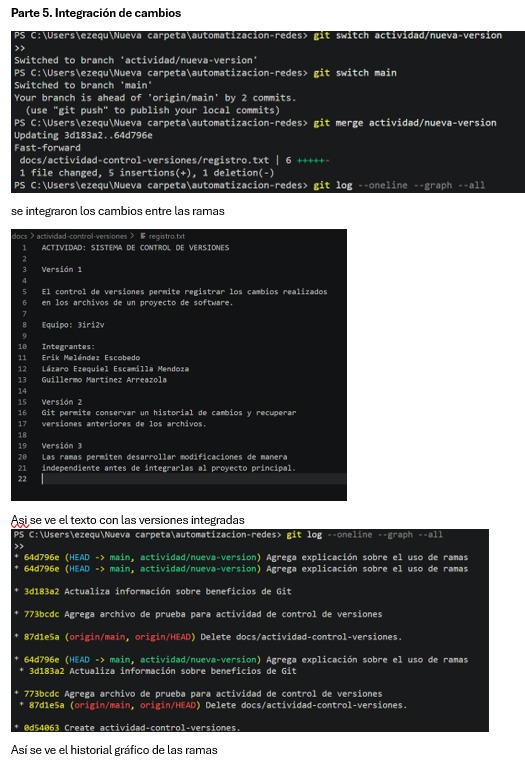 Parte 5. Integración de cambios
PS C:\Users\ezequ\Nueva carpeta\automatizacion-redes> git switch actividad/nueva-version
>>
Switched to branch 'actividad/nueva-version'
PS C:\Users\ezequ\Nueva carpeta\automatizacion-redes> git switch main
Switched to branch 'main'
Your branch is ahead of 'origin/main' by 2 commits.
(use "git push" to publish your local commits)
PS C:\Users\ezequ\Nueva carpeta\automatizacion-redes> git merge actividad/nueva-version
Updating 3d183a2..64d796e
Fast-forward
docs/actividad-control-versiones/registro.txt | 6 +++++-
1 file changed, 5 insertions(+), 1 deletion(-)
PS C:\Users\ezequ\Nueva carpeta\automatizacion-redes> git log --oneline --graph --all
se integraron los cambios entre las ramas
docs > actividad-control-versiones > registro.txt
1 ACTIVIDAD: SISTEMA DE CONTROL DE VERSIONES
2
3 Versión 1
4
5 El control de versiones permite registrar los cambios realizados
6 en los archivos de un proyecto de software.
7
8 Equipo: 3iri2v
9
10 Integrantes:
11 Erik Meléndez Escobedo
12 Lázaro Ezequiel Escamilla Mendoza
13 Guillermo Martínez Arreazola
14
15 Versión 2
16 Git permite conservar un historial de cambios y recuperar
17 versiones anteriores de los archivos.
18
19 Versión 3
20 Las ramas permiten desarrollar modificaciones de manera
21 independiente antes de integrarlas al proyecto principal.
22
Asi se ve el texto con las versiones integradas
PS C:\Users\ezequ\Nueva carpeta\automatizacion-redes> git log --oneline --graph --all
>>
* 64d796e (HEAD -> main, actividad/nueva-version) Agrega explicación sobre el uso de ramas
* 64d796e (HEAD -> main, actividad/nueva-version) Agrega explicación sobre el uso de ramas
* 3d183a2 Actualiza información sobre beneficios de Git
* 773bcdc Agrega archivo de prueba para actividad de control de versiones
* 87d1e5a (origin/main, origin/HEAD) Delete docs/actividad-control-versiones.
* 64d796e (HEAD -> main, actividad/nueva-version) Agrega explicación sobre el uso de ramas
* 3d183a2 Actualiza información sobre beneficios de Git
* 773bcdc Agrega archivo de prueba para actividad de control de versiones
* 87d1e5a (origin/main, origin/HEAD) Delete docs/actividad-control-versiones.
* 0d54063 Create actividad-control-versiones.
Así se ve el historial gráfico de las ramas